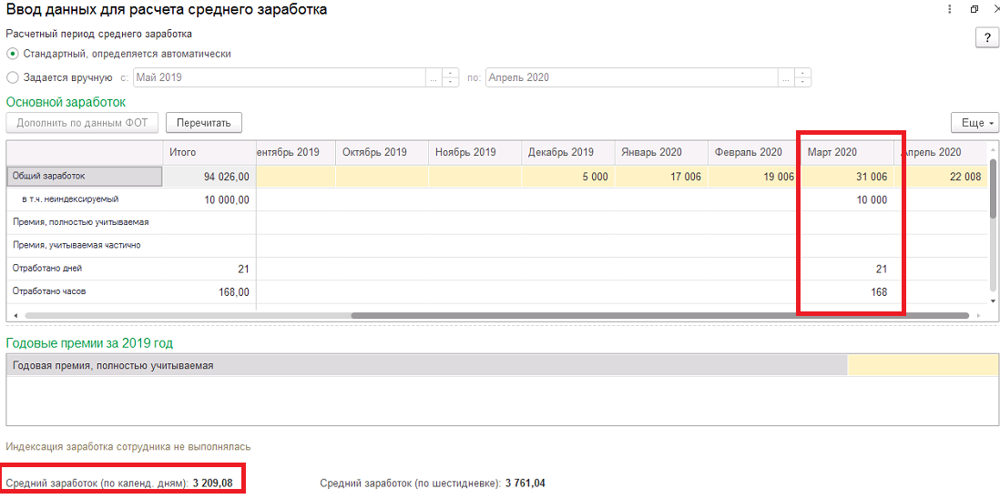 Ввод данных для расчета среднего заработка
Расчетный период среднего заработка
?
Стандартный, определяется автоматически
Задается вручную с: Май 2019 ... по: Апрель 2020 ...
Основной заработок
Дополнить по данным ФОТ Перечитать Еще
Итого ентябрь 2019 Октябрь 2019 Ноябрь 2019 Декабрь 2019 Январь 2020 Февраль 2020 Март 2020 Апрель 2020
Общий заработок 94 026,00 5 000 17 006 19 006 31 006 22 008
в т.ч. неиндексируемый 10 000,00 10 000
Премия, полностью учитываемая
Премия, учитываемая частично
Отработано дней 21 21
Отработано часов 168,00 168
Годовые премии за 2019 год
Годовая премия, полностью учитываемая
Индексация заработка сотрудника не выполнялась
Средний заработок (по календ. дням): 3 209,08 Средний заработок (по шестидневке): 3 761,04